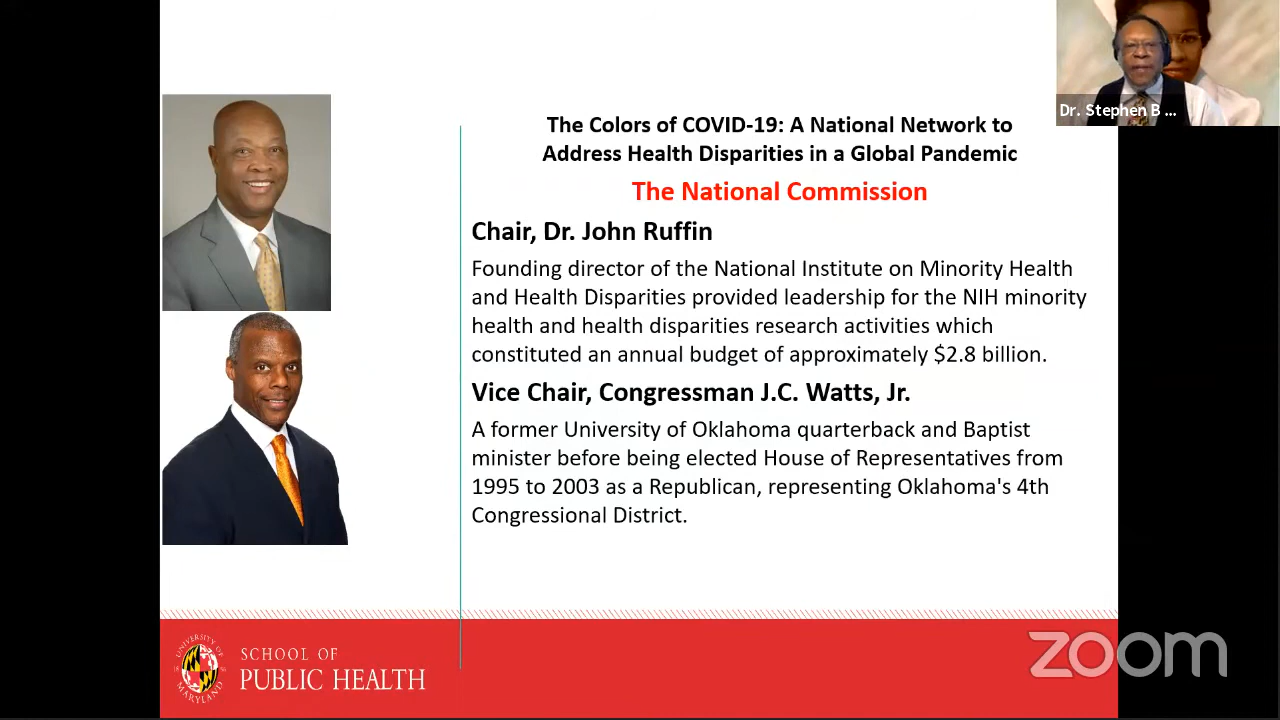 Dr. Stephen B ...
The Colors of COVID-19: A National Network to
Address Health Disparities in a Global Pandemic
The National Commission
Chair, Dr. John Ruffin
Founding director of the National Institute on Minority Health
and Health Disparities provided leadership for the NIH minority
health and health disparities research activities which
constituted an annual budget of approximately $2.8 billion.
Vice Chair, Congressman J.C. Watts, Jr.
A former University of Oklahoma quarterback and Baptist
minister before being elected House of Representatives from
1995 to 2003 as a Republican, representing Oklahoma's 4th
Congressional District.
UNIVERSITY OF
MARYLAND
SCHOOL OF
PUBLIC HEALTH
zoom